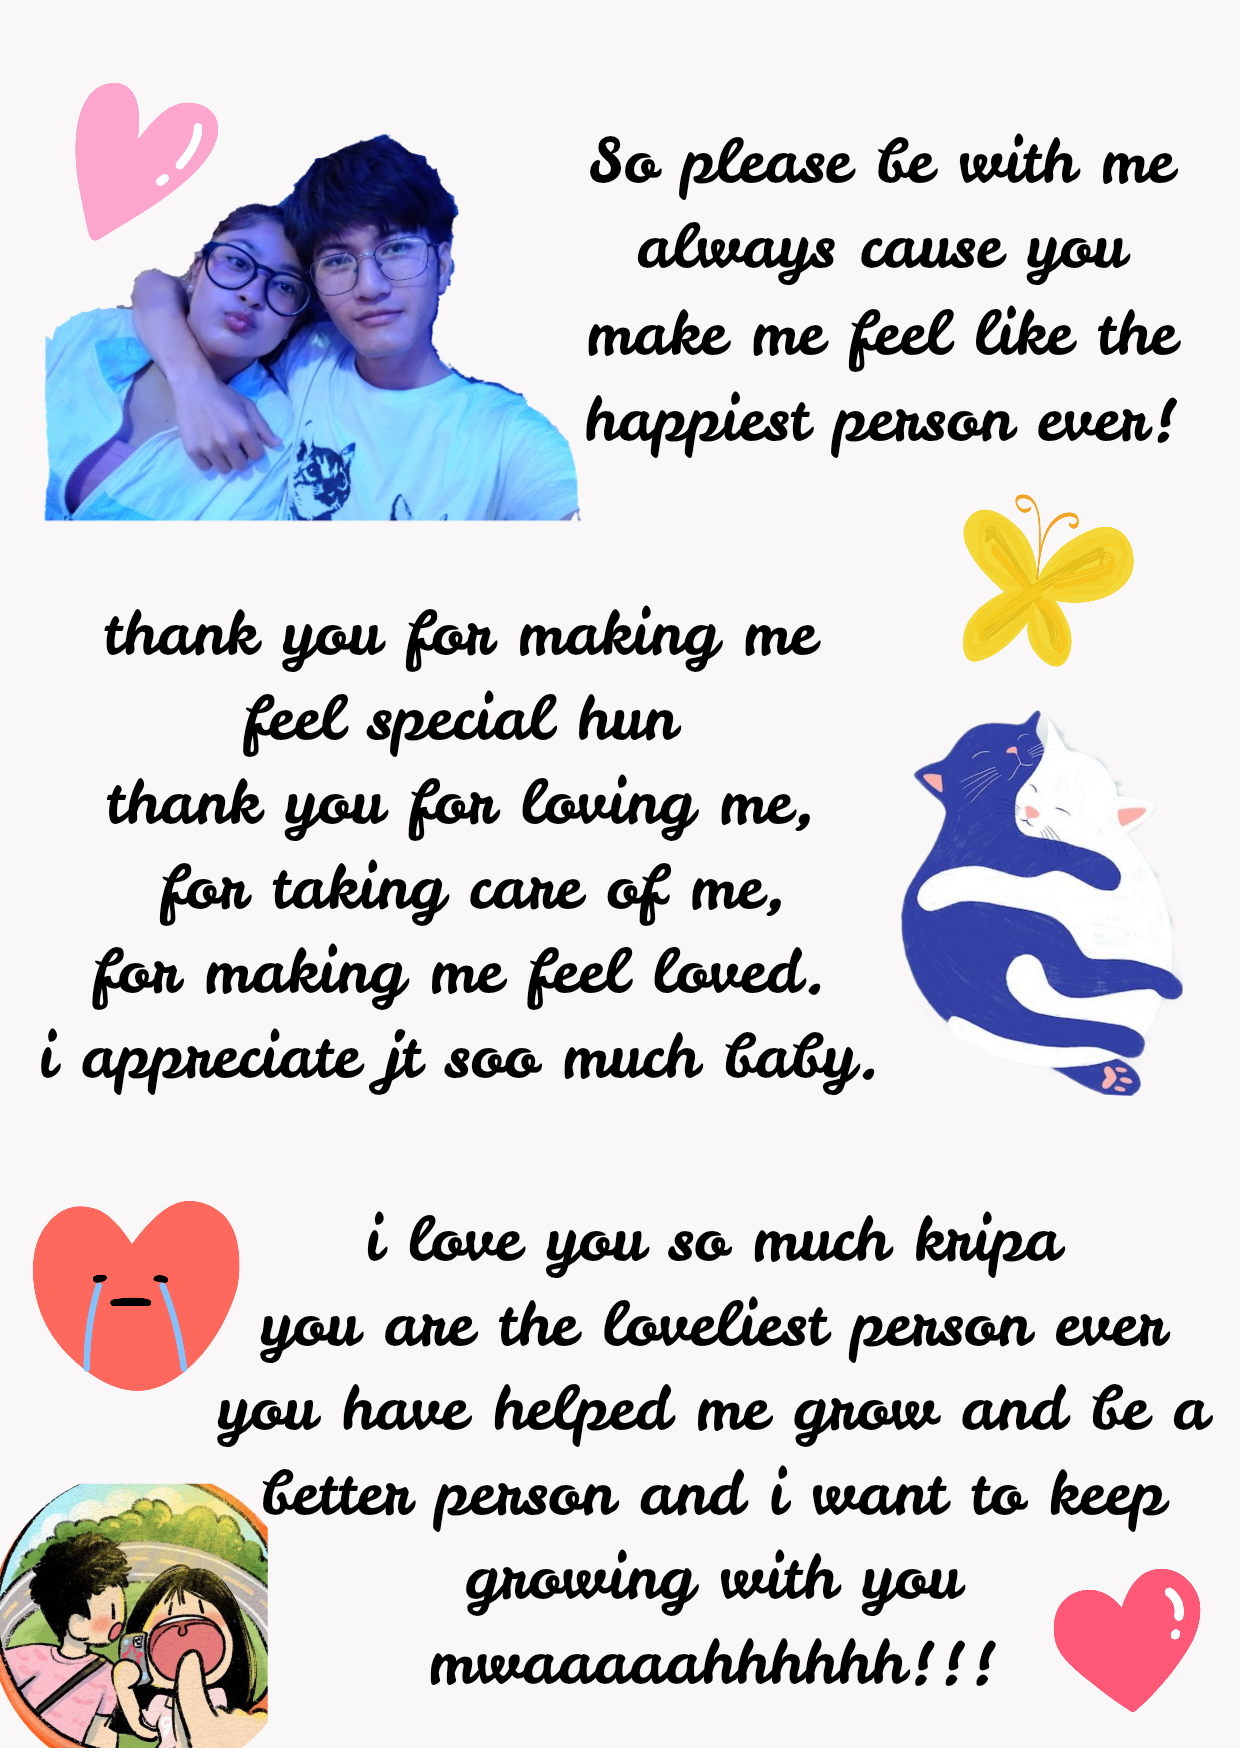 So please be with me
always cause you
make me feel like the
happiest person ever!
thank you for making me
feel special hun
thank you for loving me,
for taking care of me,
for making me feel loved.
i appreciate jt soo much baby.
i love you so much kripa
you are the loveliest person ever
you have helped me grow and be a
better person and i want to keep
growing with you
mwaaaaahhhhhh!!!